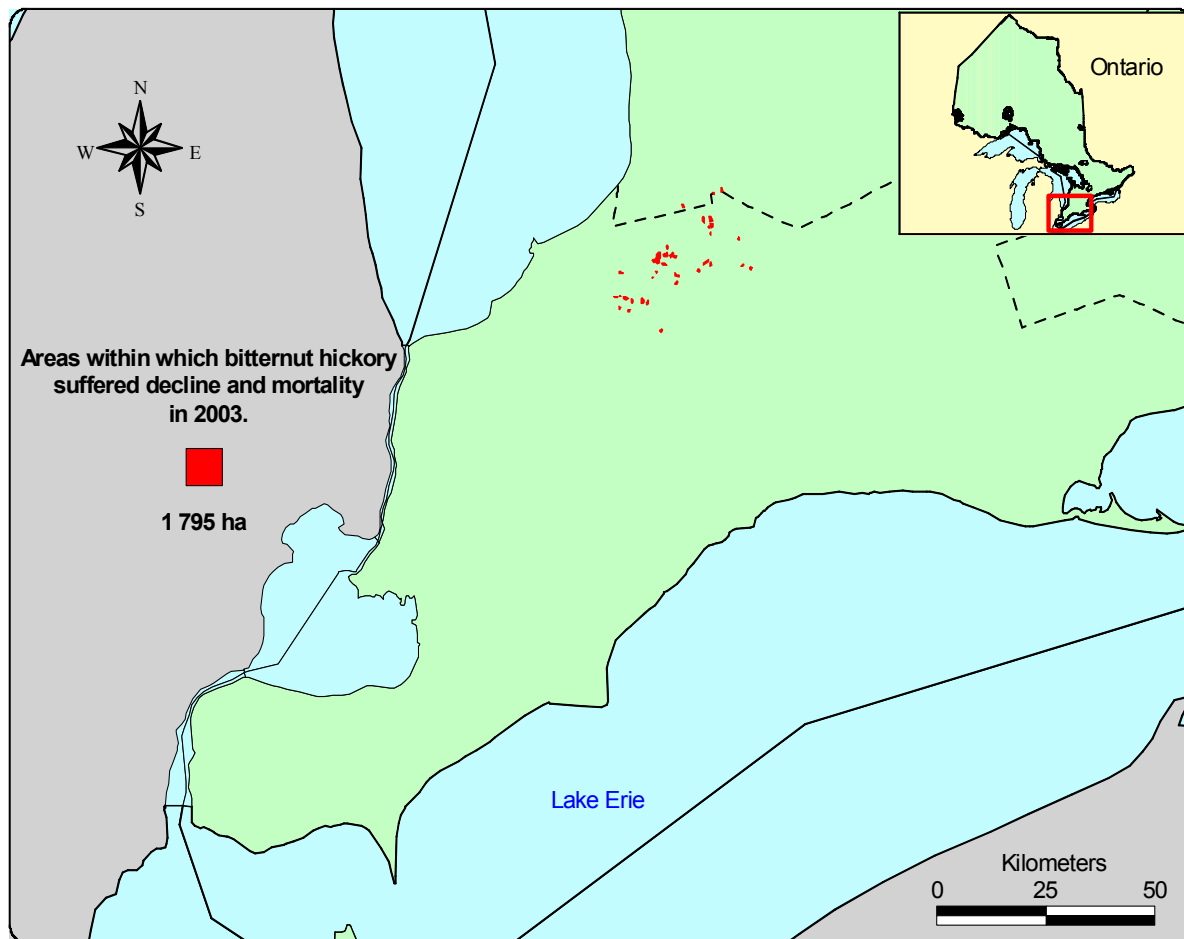 Ontario
N
W
E
S
Areas within which bitternut hickory
suffered decline and mortality
in 2003.
1 795 ha
Lake Erie
Kilometers
0 25 50